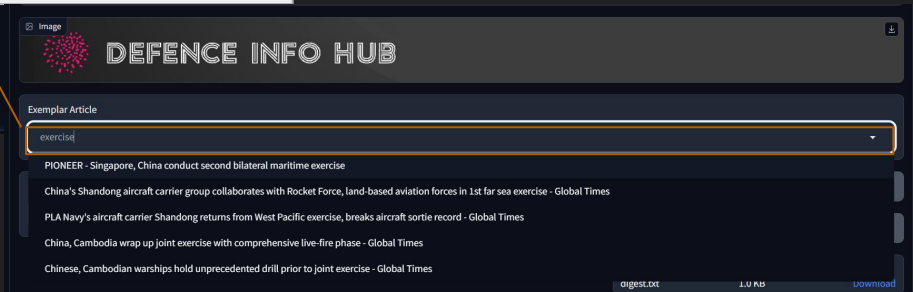 Image
DEFENCE INFO HUB
Exemplar Article
exercise
PIONEER - Singapore, China conduct second bilateral maritime exercise
China's Shandong aircraft carrier group collaborates with Rocket Force, land-based aviation forces in 1st far sea exercise - Global Times
PLA Navy's aircraft carrier Shandong returns from West Pacific exercise, breaks aircraft sortie record - Global Times
China, Cambodia wrap up joint exercise with comprehensive live-fire phase - Global Times
Chinese, Cambodian warships hold unprecedented drill prior to joint exercise - Global Times
digest.txt 1.0 KB Download